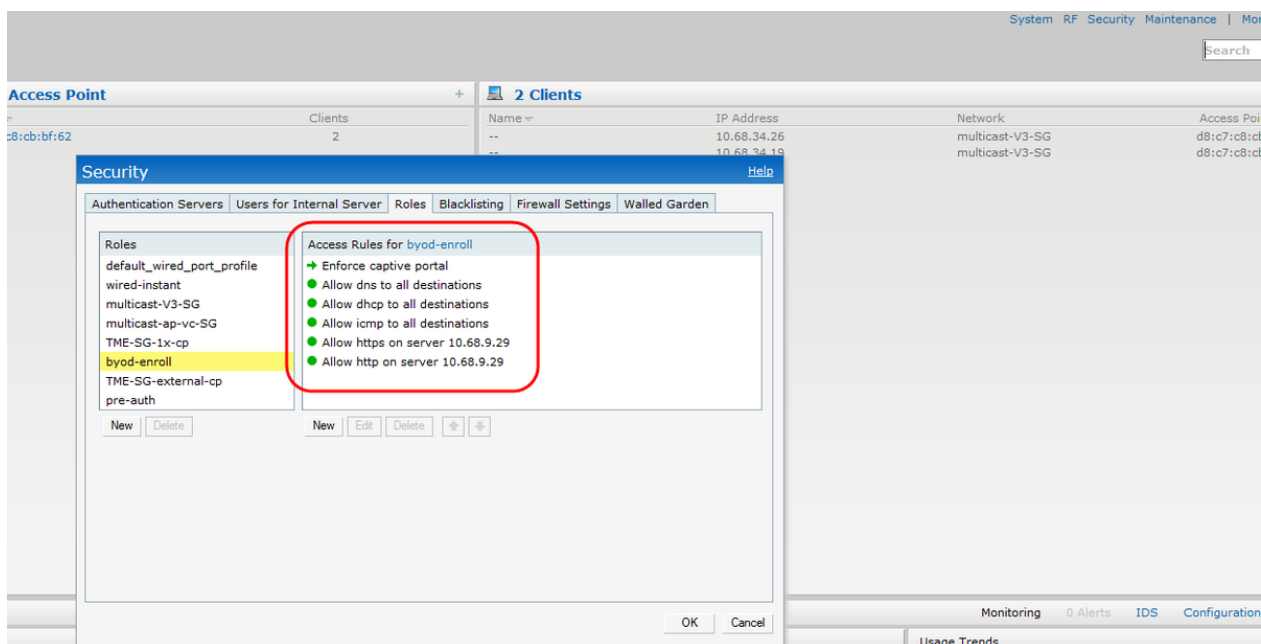 System RF Security Maintenance |
Search
Access Point + 2 Clients
Clients Name IP Address Network Access
c8:cb:bf:62 2 -- 10.68.34.26 multicast-V3-SG d8:c7:c8:cb
-- 10.68.34.19 multicast-V3-SG d8:c7:c8:cb
Security Help
Authentication Servers Users for Internal Server Roles Blacklisting Firewall Settings Walled Garden
Roles Access Rules for byod-enroll
default_wired_port_profile Enforce captive portal
wired-instant Allow dns to all destinations
multicast-V3-SG Allow dhcp to all destinations
multicast-ap-vc-SG Allow icmp to all destinations
TME-SG-1x-cp Allow https on server 10.68.9.29
byod-enroll Allow http on server 10.68.9.29
TME-SG-external-cp
pre-auth
New Delete New Edit Delete
OK Cancel
Monitoring 0 Alerts IDS Configuration
Usage Trends